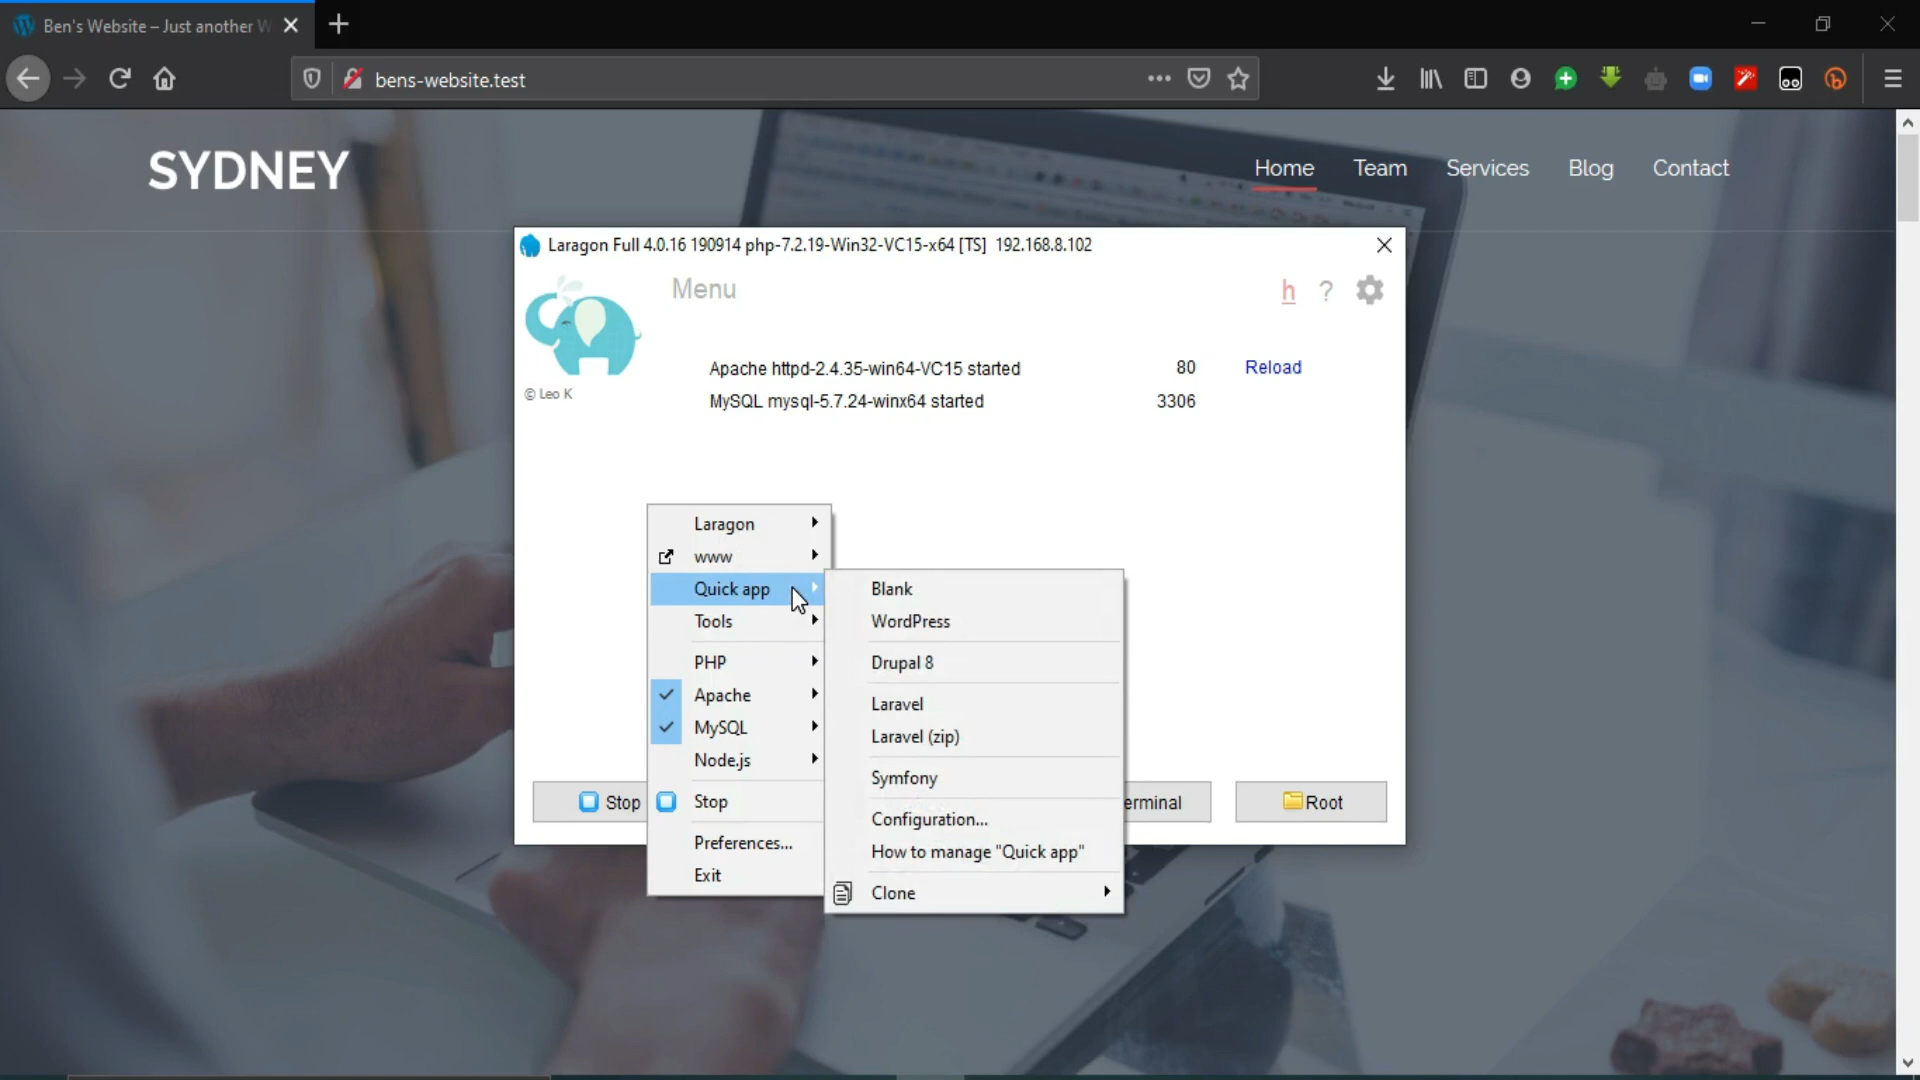 Ben's Website – Just another W
bens-website.test
SYDNEY
Home Team Services Blog Contact
Laragon Full 4.0.16 190914 php-7.2.19-Win32-VC15-x64 [TS] 192.168.8.102
Menu
h ?
Apache httpd-2.4.35-win64-VC15 started 80 Reload
MySQL mysql-5.7.24-winx64 started 3306
© Leo K
Laragon
www
Quick app
Tools
PHP
Apache
MySQL
Node.js
Stop
Preferences...
Exit
Blank
WordPress
Drupal 8
Laravel
Laravel (zip)
Symfony
Configuration...
How to manage "Quick app"
Clone
Stop
erminal
Root